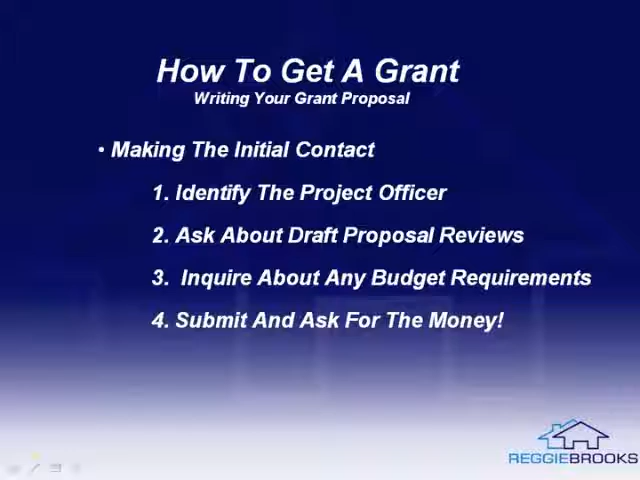 How To Get A Grant
Writing Your Grant Proposal
• Making The Initial Contact
1. Identify The Project Officer
2. Ask About Draft Proposal Reviews
3. Inquire About Any Budget Requirements
4. Submit And Ask For The Money!
REGGIEBROOKS